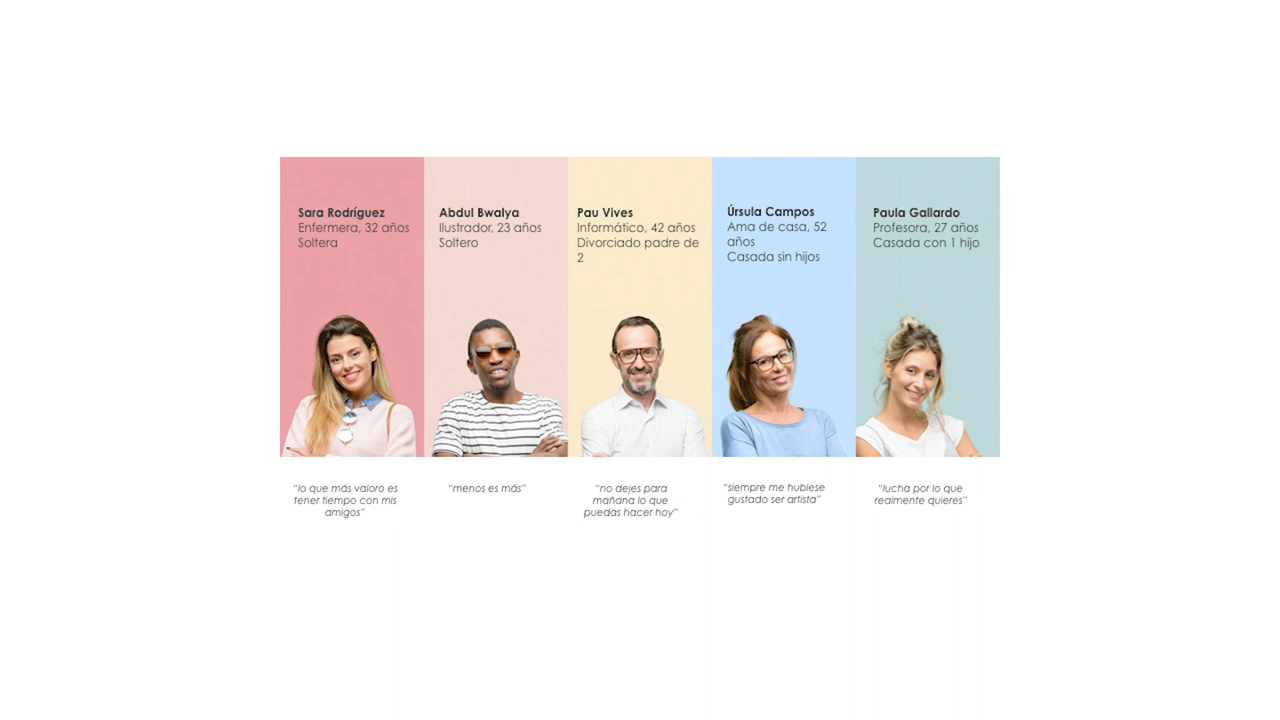 Sara Rodríguez
Enfermera, 32 años
Soltera
Abdul Bwalya
Ilustrador, 23 años
Soltero
Pau Vives
Informático, 42 años
Divorciado padre de
2
Úrsula Campos
Ama de casa, 52
años
Casada sin hijos
Paula Gallardo
Profesora, 27 años
Casada con 1 hijo
“lo que más valoro es
tener tiempo con mis
amigos”
“menos es más”
“no dejes para
mañana lo que
puedas hacer hoy”
“siempre me hubiese
gustado ser artista”
“lucha por lo que
realmente quieres”